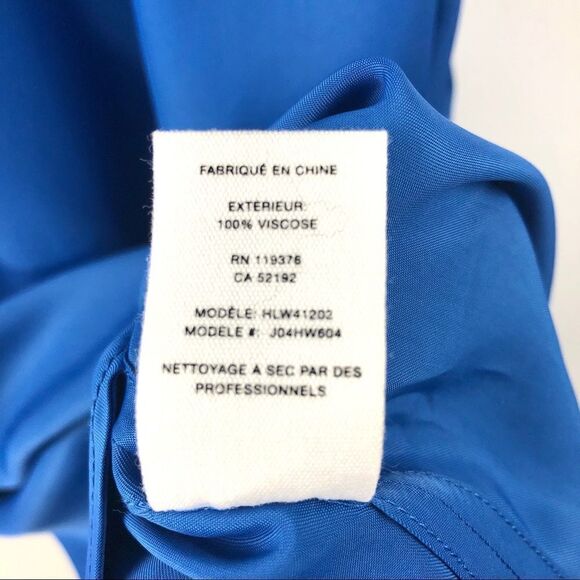 FABRIQUÉ EN CHINE
EXTÉRIEUR:
100% VISCOSE
RN 119376
CA 52192
MODÈLE: HLW41202
MODELE #: J04HW604
NETTOYAGE A SEC PAR DES
PROFESSIONNELS